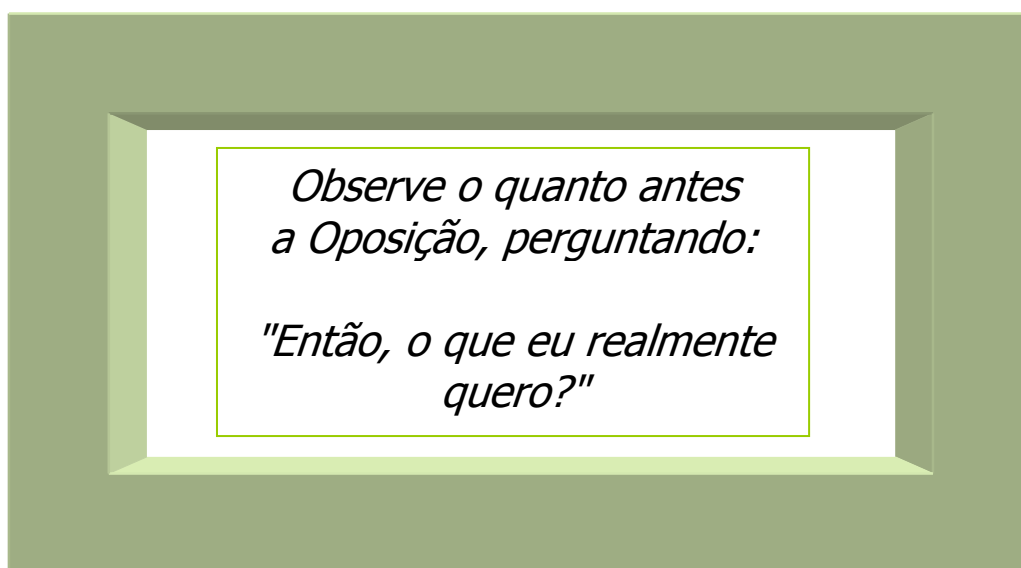 Observe o quanto antes
a Oposição, perguntando:
"Então, o que eu realmente
quero?"